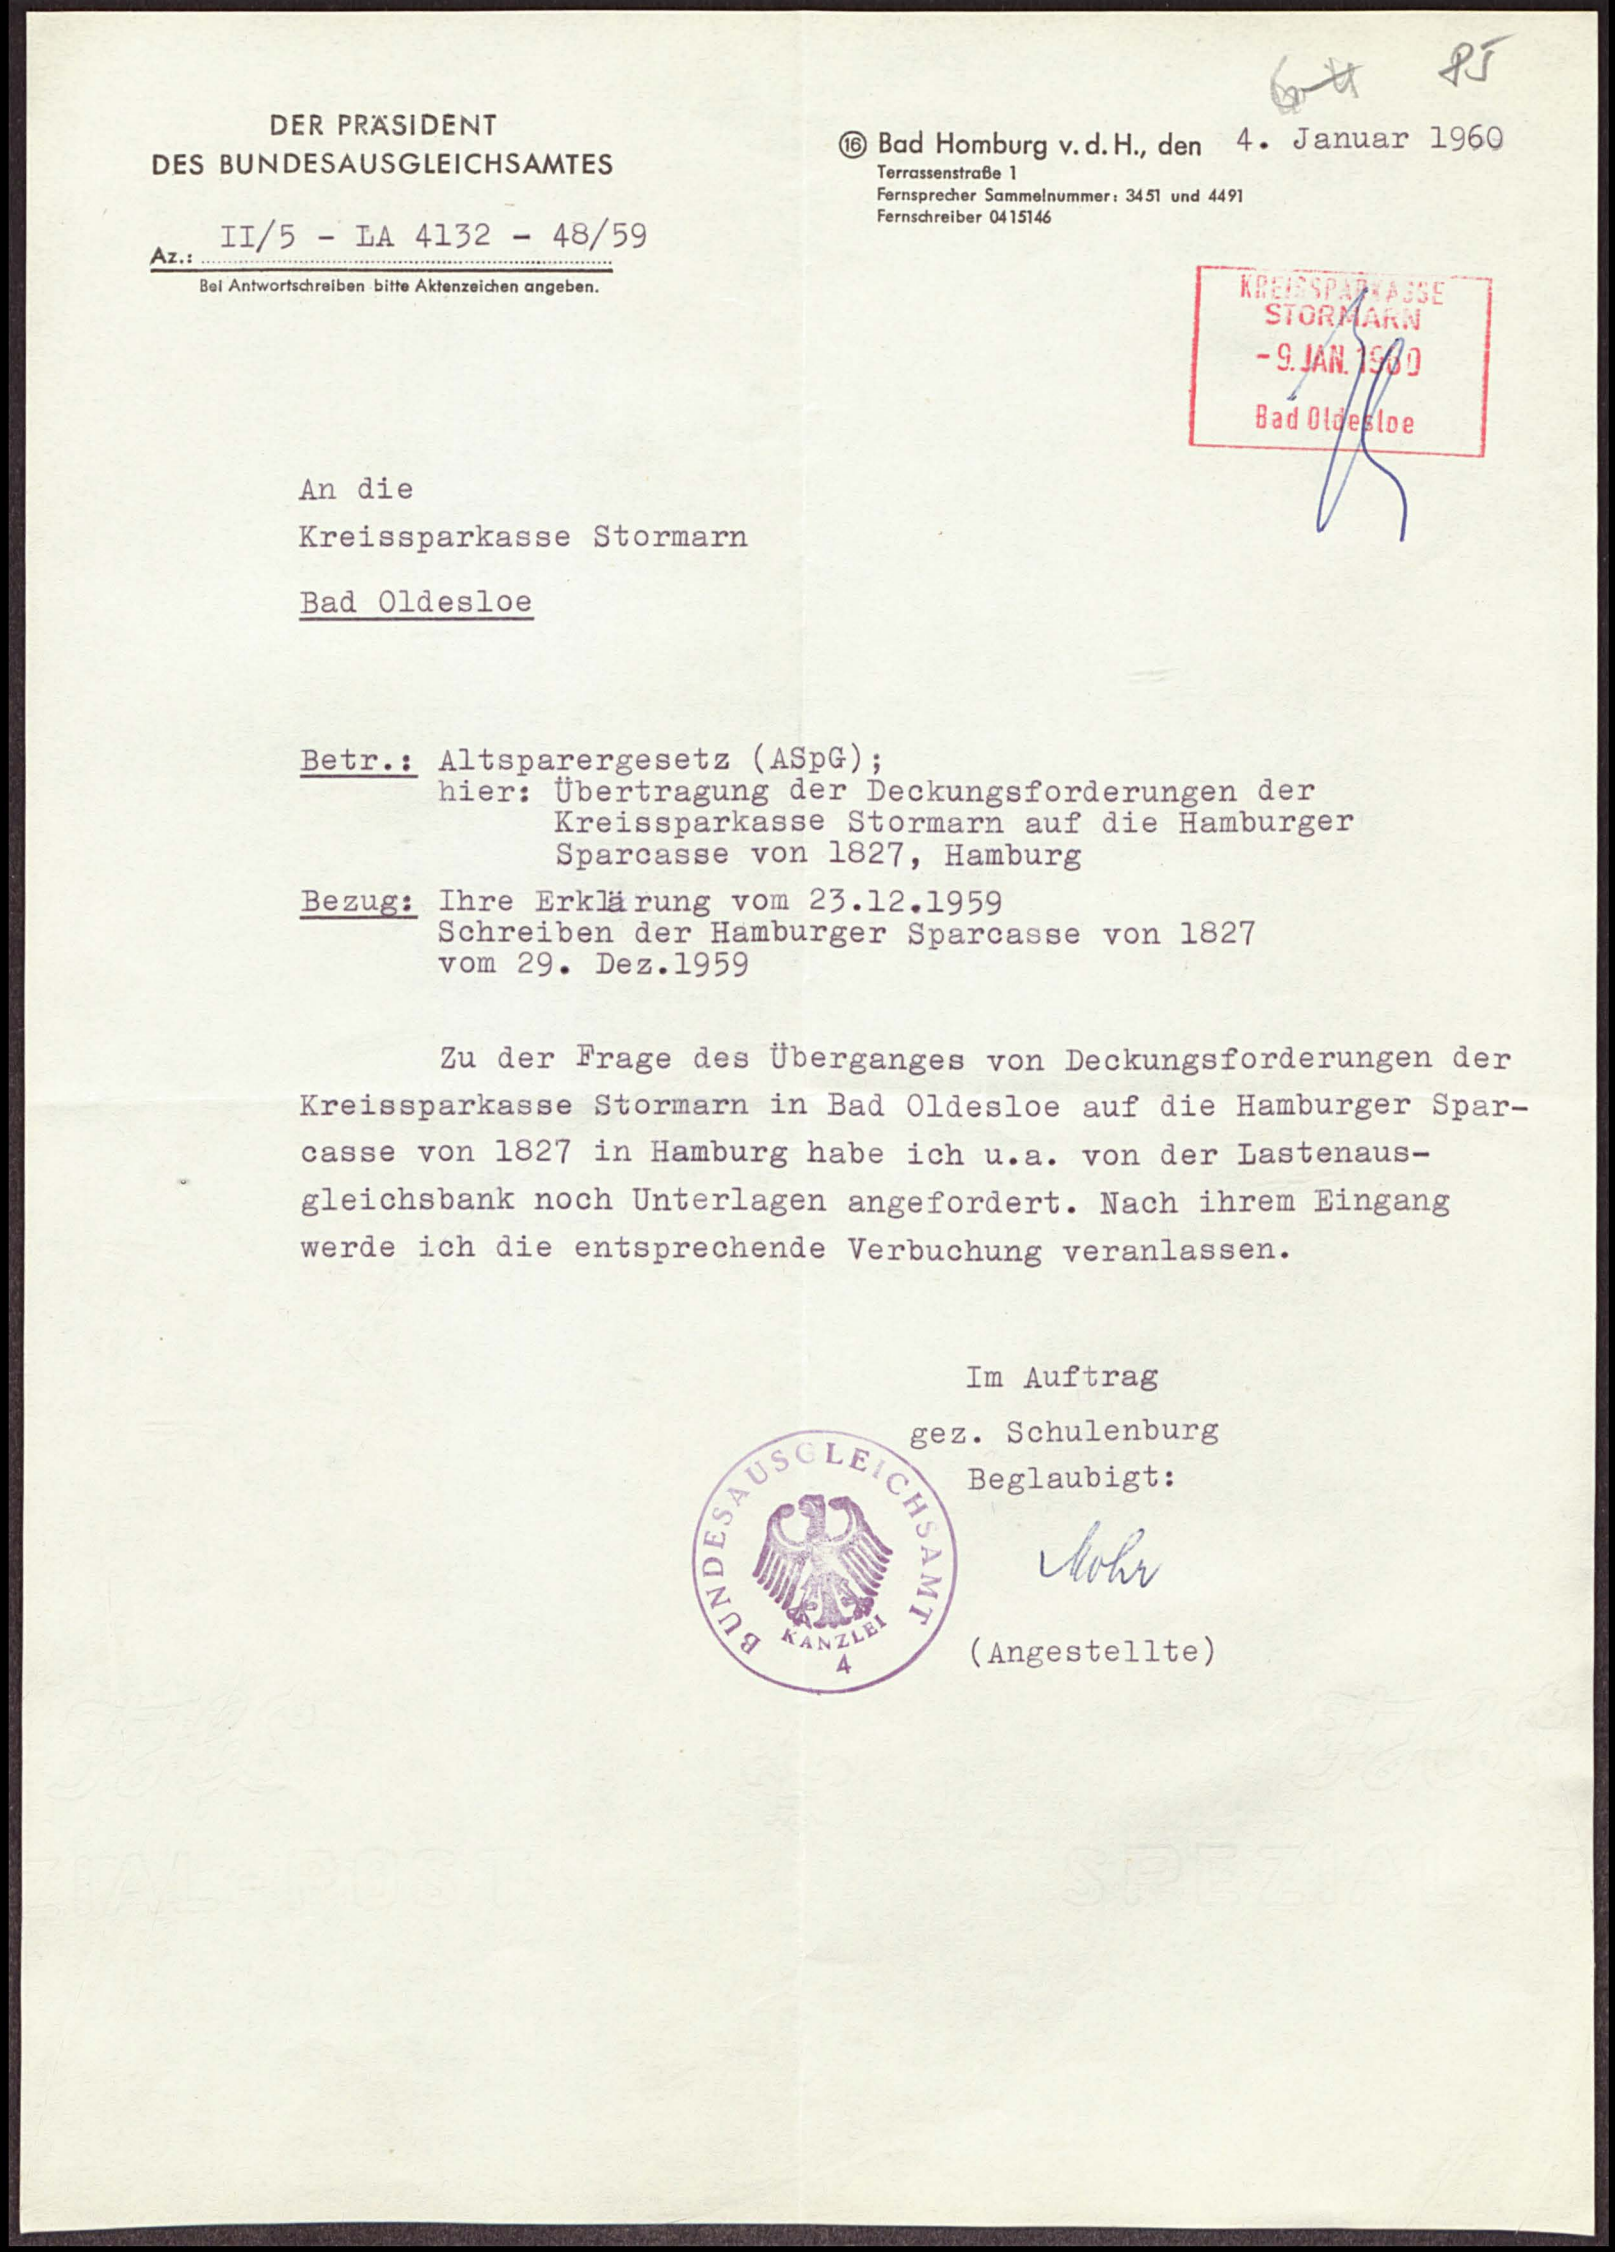 85
DER PRÄSIDENT
DES BUNDESAUSGLEICHSAMTES
Az.: II/5 - LA 4132 - 48/59
Bei Antwortschreiben bitte Aktenzeichen angeben.
⑯ Bad Homburg v. d. H., den 4. Januar 1960
Terrassenstraße 1
Fernsprecher Sammelnummer: 3451 und 4491
Fernschreiber 0415146
KREISSPARKASSE
STORMARN
- 9. JAN. 1960
Bad Oldesloe
An die
Kreissparkasse Stormarn
Bad Oldesloe
Betr.: Altsparergesetz (ASpG);
hier: Übertragung der Deckungsforderungen der
Kreissparkasse Stormarn auf die Hamburger
Sparcasse von 1827, Hamburg
Bezug: Ihre Erklärung vom 23.12.1959
Schreiben der Hamburger Sparcasse von 1827
vom 29. Dez.1959
Zu der Frage des Überganges von Deckungsforderungen der
Kreissparkasse Stormarn in Bad Oldesloe auf die Hamburger Spar-
casse von 1827 in Hamburg habe ich u.a. von der Lastenaus-
gleichsbank noch Unterlagen angefordert. Nach ihrem Eingang
werde ich die entsprechende Verbuchung veranlassen.
Im Auftrag
gez. Schulenburg
Beglaubigt:
Mohr
(Angestellte)
BUNDESAUSGLEICHSAMT
KANZLEI
4
IAL-POST
SPEZIAL-